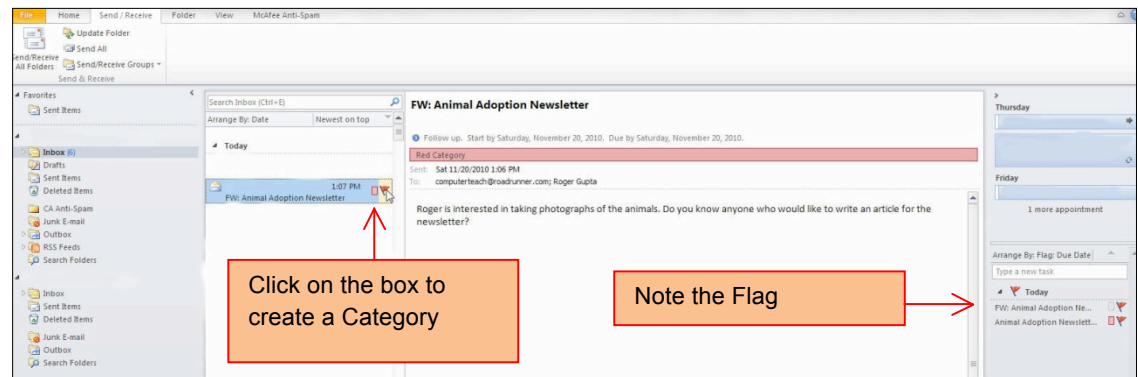 File Home Send / Receive Folder View McAfee Anti-Spam
Update Folder
Send All
Send/Receive
All Folders
Send/Receive Groups
Send & Receive
Favorites
Sent Items
Inbox (6)
Drafts
Sent Items
Deleted Items
CA Anti-Spam
Junk E-mail
Outbox
RSS Feeds
Search Folders
Inbox
Sent Items
Deleted Items
Junk E-mail
Outbox
Search Folders
Search Inbox (Ctrl+E)
Arrange By: Date Newest on top
Today
1:07 PM
FW: Animal Adoption Newsletter
FW: Animal Adoption Newsletter
Follow up. Start by Saturday, November 20, 2010. Due by Saturday, November 20, 2010.
Red Category
Sent: Sat 11/20/2010 1:06 PM
To: computerteach@roadrunner.com; Roger Gupta
Roger is interested in taking photographs of the animals. Do you know anyone who would like to write an article for the
newsletter?
Click on the box to
create a Category
Note the Flag
Thursday
Friday
1 more appointment
Arrange By: Flag: Due Date
Type a new task
Today
FW: Animal Adoption Ne...
Animal Adoption Newslett...